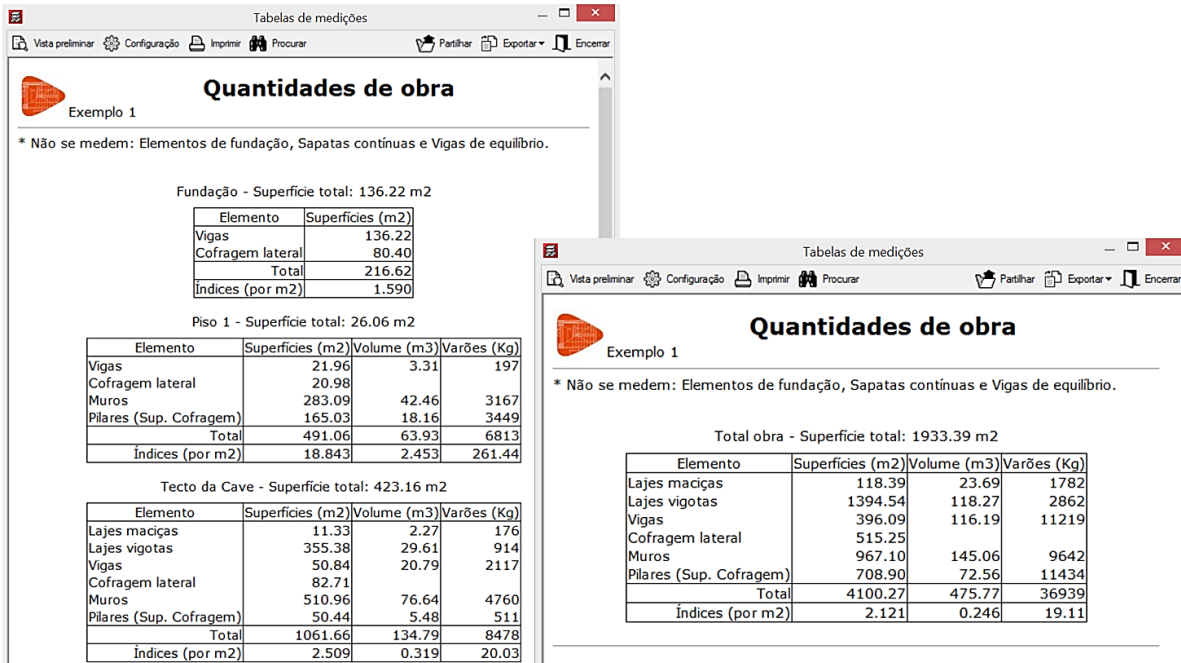 Tabelas de medições
Vista preliminar Configuração Imprimir Procurar Partilhar Exportar Encerrar
Quantidades de obra
Exemplo 1
* Não se medem: Elementos de fundação, Sapatas contínuas e Vigas de equilíbrio.
Fundação - Superfície total: 136.22 m2
Elemento Superfícies (m2)
Vigas 136.22
Cofragem lateral 80.40
Total 216.62
Índices (por m2) 1.590
Piso 1 - Superfície total: 26.06 m2
Elemento Superfícies (m2) Volume (m3) Varões (Kg)
Vigas 21.96 3.31 197
Cofragem lateral 20.98
Muros 283.09 42.46 3167
Pilares (Sup. Cofragem) 165.03 18.16 3449
Total 491.06 63.93 6813
Índices (por m2) 18.843 2.453 261.44
Tecto da Cave - Superfície total: 423.16 m2
Elemento Superfícies (m2) Volume (m3) Varões (Kg)
Lajes maciças 11.33 2.27 176
Lajes vigotas 355.38 29.61 914
Vigas 50.84 20.79 2117
Cofragem lateral 82.71
Muros 510.96 76.64 4760
Pilares (Sup. Cofragem) 50.44 5.48 511
Total 1061.66 134.79 8478
Índices (por m2) 2.509 0.319 20.03
Tabelas de medições
Vista preliminar Configuração Imprimir Procurar Partilhar Exportar Encerrar
Quantidades de obra
Exemplo 1
* Não se medem: Elementos de fundação, Sapatas contínuas e Vigas de equilíbrio.
Total obra - Superfície total: 1933.39 m2
Elemento Superfícies (m2) Volume (m3) Varões (Kg)
Lajes maciças 118.39 23.69 1782
Lajes vigotas 1394.54 118.27 2862
Vigas 396.09 116.19 11219
Cofragem lateral 515.25
Muros 967.10 145.06 9642
Pilares (Sup. Cofragem) 708.90 72.56 11434
Total 4100.27 475.77 36939
Índices (por m2) 2.121 0.246 19.11